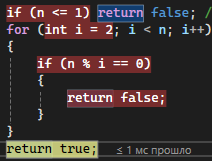 if (n <= 1) return false; /
for (int i = 2; i < n; i++)
{
if (n % i == 0)
{
return false;
}
}
return true; ≤ 1 мс прошло